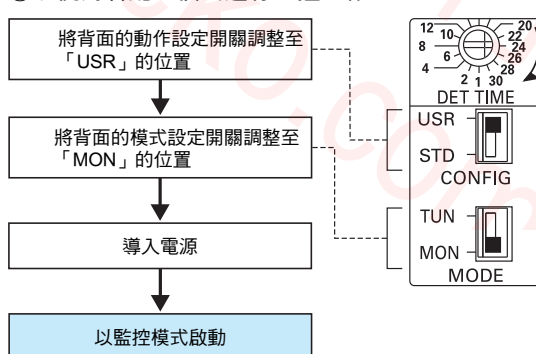 將背面的動作設定開關調整至
「USR」的位置
將背面的模式設定開關調整至
「MON」的位置
導入電源
以監控模式啟動
12
10
8
6
4
2
1
30
28
26
24
22
20
DET TIME
USR
STD
CONFIG
TUN
MON
MODE